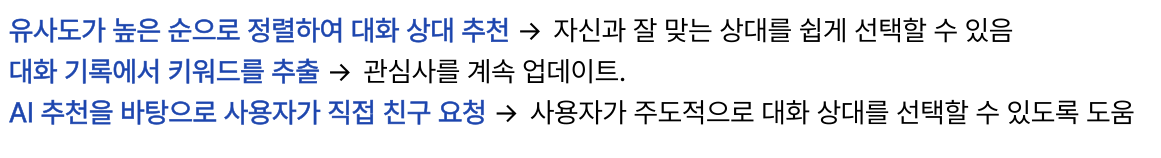 유사도가 높은 순으로 정렬하여 대화 상대 추천 → 자신과 잘 맞는 상대를 쉽게 선택할 수 있음
대화 기록에서 키워드를 추출 → 관심사를 계속 업데이트.
AI 추천을 바탕으로 사용자가 직접 친구 요청 → 사용자가 주도적으로 대화 상대를 선택할 수 있도록 도움